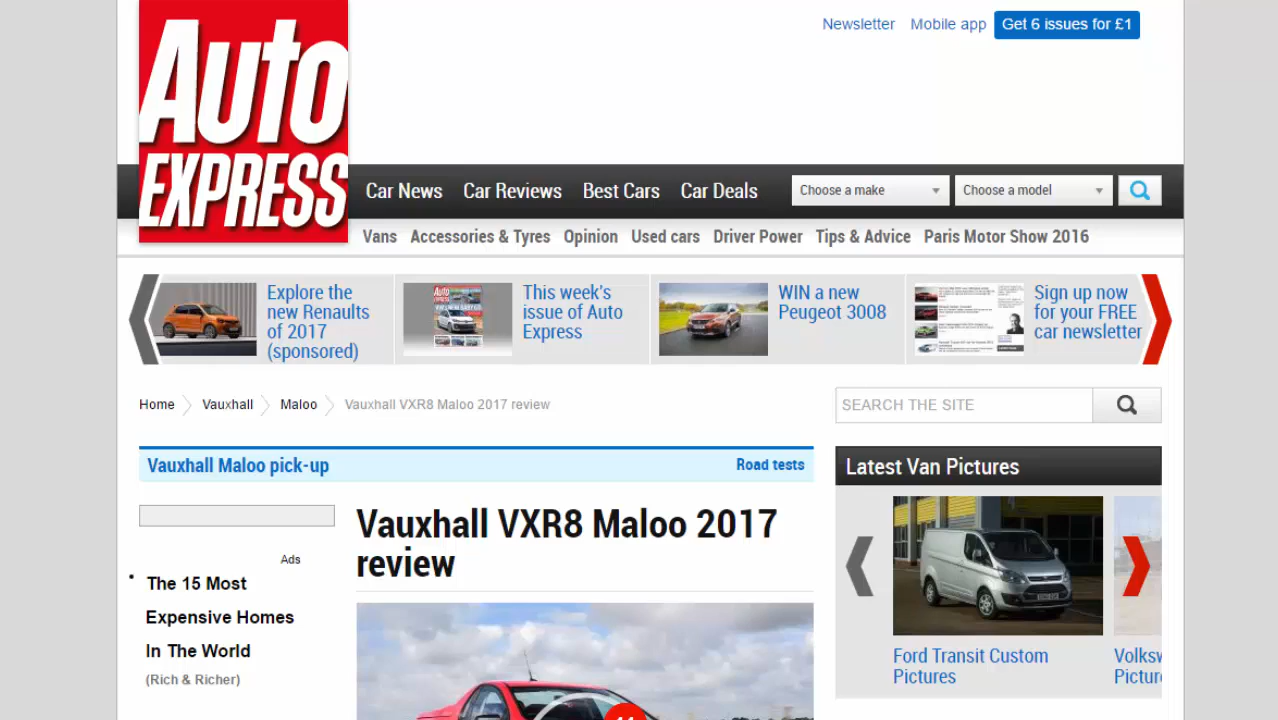 Newsletter Mobile app Get 6 issues for £1
Auto
EXPRESS
Car News Car Reviews Best Cars Car Deals Choose a make Choose a model
Vans Accessories & Tyres Opinion Used cars Driver Power Tips & Advice Paris Motor Show 2016
Explore the
new Renaults
of 2017
(sponsored)
This week's
issue of Auto
Express
WIN a new
Peugeot 3008
Sign up now
for your FREE
car newsletter
Home Vauxhall Maloo Vauxhall VXR8 Maloo 2017 review
SEARCH THE SITE
Vauxhall Maloo pick-up Road tests
Latest Van Pictures
Vauxhall VXR8 Maloo 2017
review
Ads
The 15 Most
Expensive Homes
In The World
(Rich & Richer)
Ford Transit Custom
Pictures